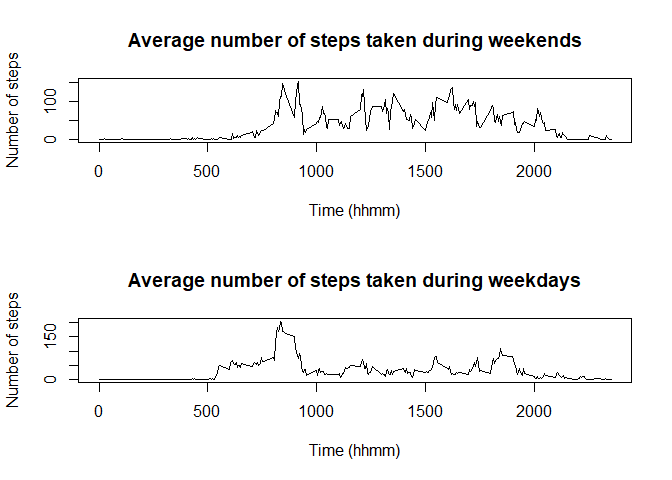 Average number of steps taken during weekends
Number of steps
100
0
0 500 1000 1500 2000
Time (hhmm)
Average number of steps taken during weekdays
Number of steps
150
0
0 500 1000 1500 2000
Time (hhmm)